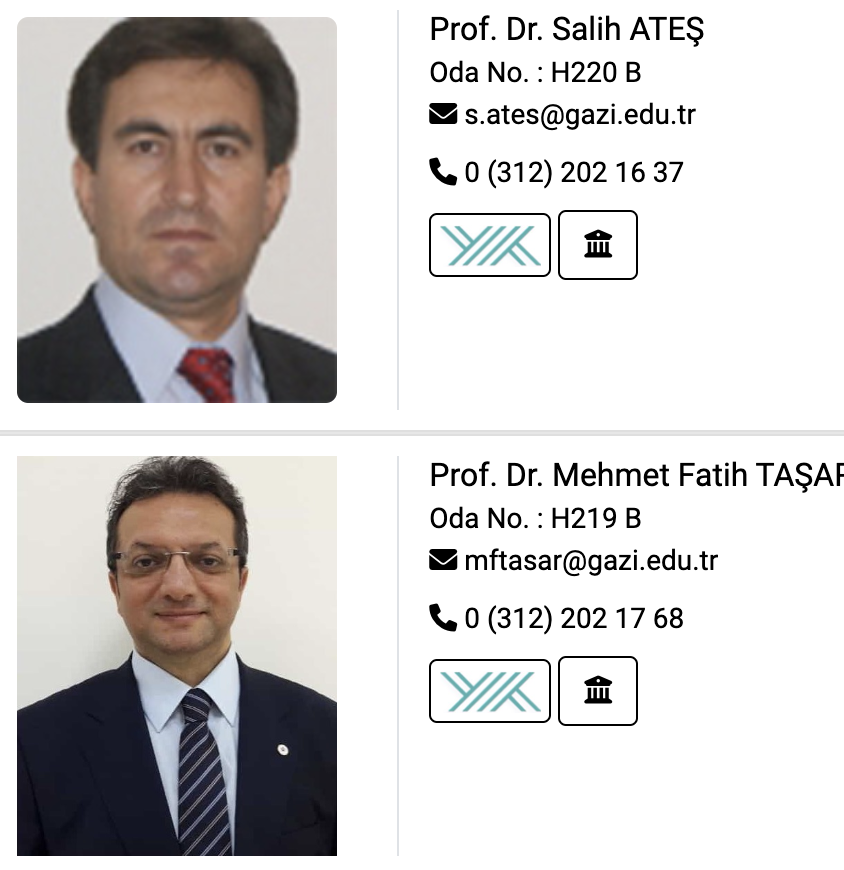 Prof. Dr. Salih ATEŞ
Oda No. : H220 B
s.ates@gazi.edu.tr
0 (312) 202 16 37
Prof. Dr. Mehmet Fatih TAŞAR
Oda No. : H219 B
mftasar@gazi.edu.tr
0 (312) 202 17 68